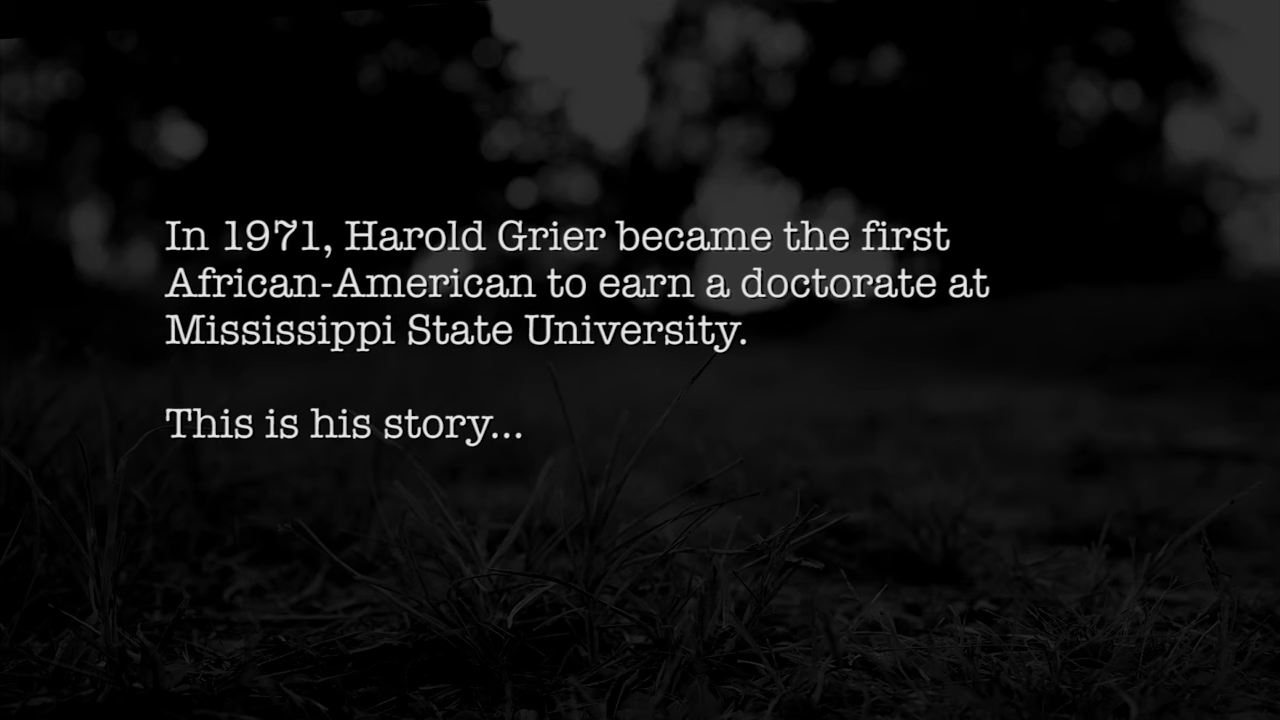 In 1971, Harold Grier became the first
African-American to earn a doctorate at
Mississippi State University.
This is his story...